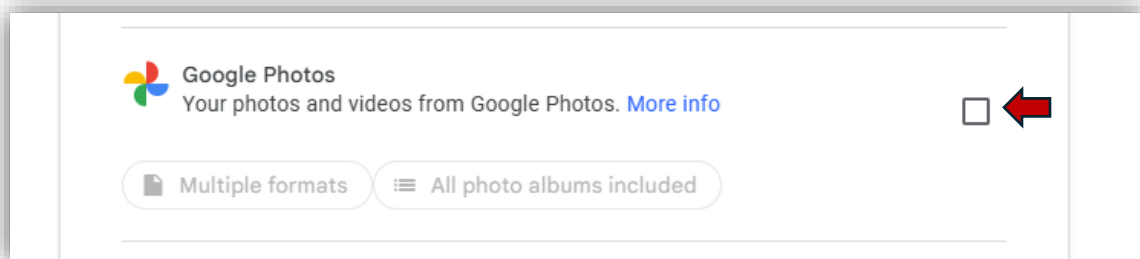 Google Photos
Your photos and videos from Google Photos. More info
Multiple formats
All photo albums included